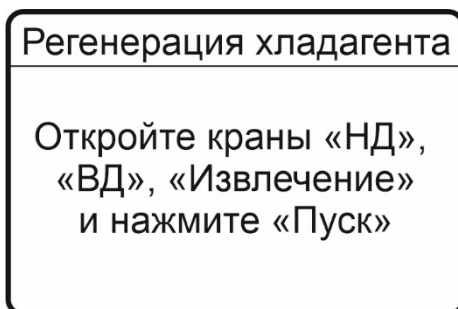 Регенерация хладагента
Откройте краны «НД»,
«ВД», «Извлечение»
и нажмите «Пуск»